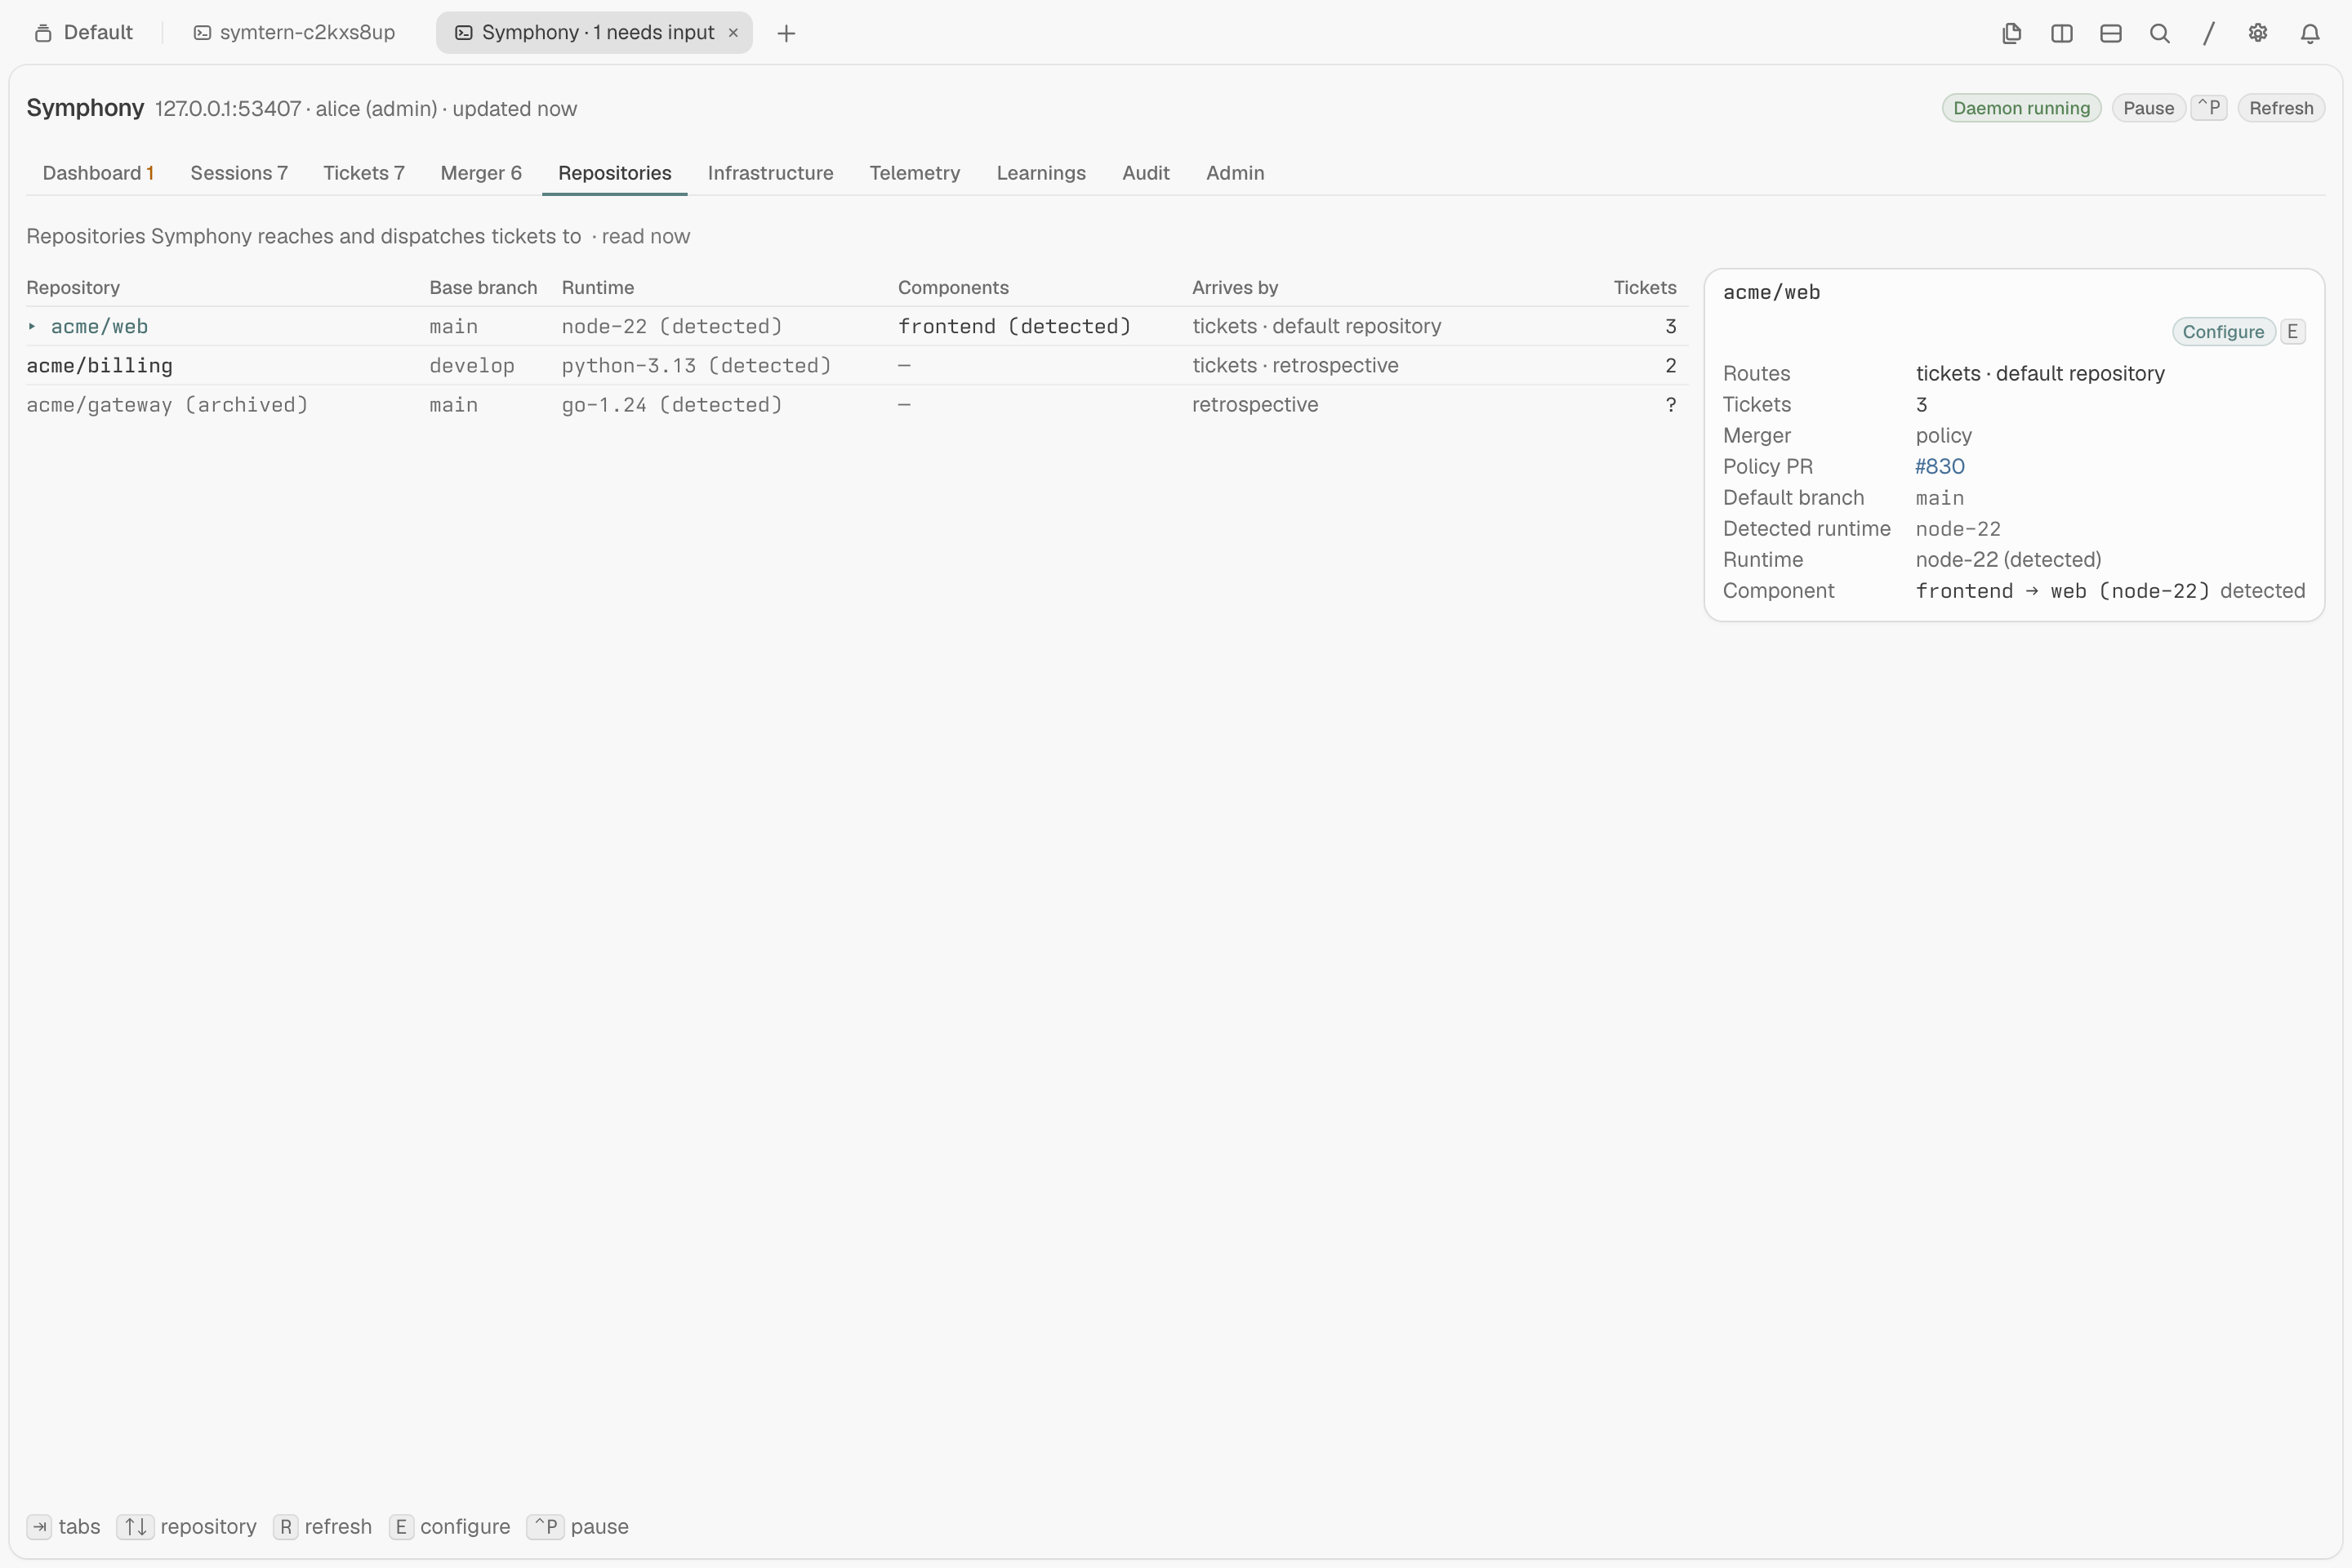 Default
symtern-c2kxs8up
Symphony · 1 needs input ×
Symphony 127.0.0.1:53407 · alice (admin) · updated now
Daemon running
Pause ^P
Refresh
Dashboard 1
Sessions 7
Tickets 7
Merger 6
Repositories
Infrastructure
Telemetry
Learnings
Audit
Admin
Repositories Symphony reaches and dispatches tickets to · read now
Repository Base branch Runtime Components Arrives by Tickets
▸ acme/web main node-22 (detected) frontend (detected) tickets · default repository 3
acme/billing develop python-3.13 (detected) — tickets · retrospective 2
acme/gateway (archived) main go-1.24 (detected) — retrospective ?
acme/web
Configure E
Routes tickets · default repository
Tickets 3
Merger policy
Policy PR #830
Default branch main
Detected runtime node-22
Runtime node-22 (detected)
Component frontend → web (node-22) detected
⇥ tabs ↑↓ repository R refresh E configure ^P pause